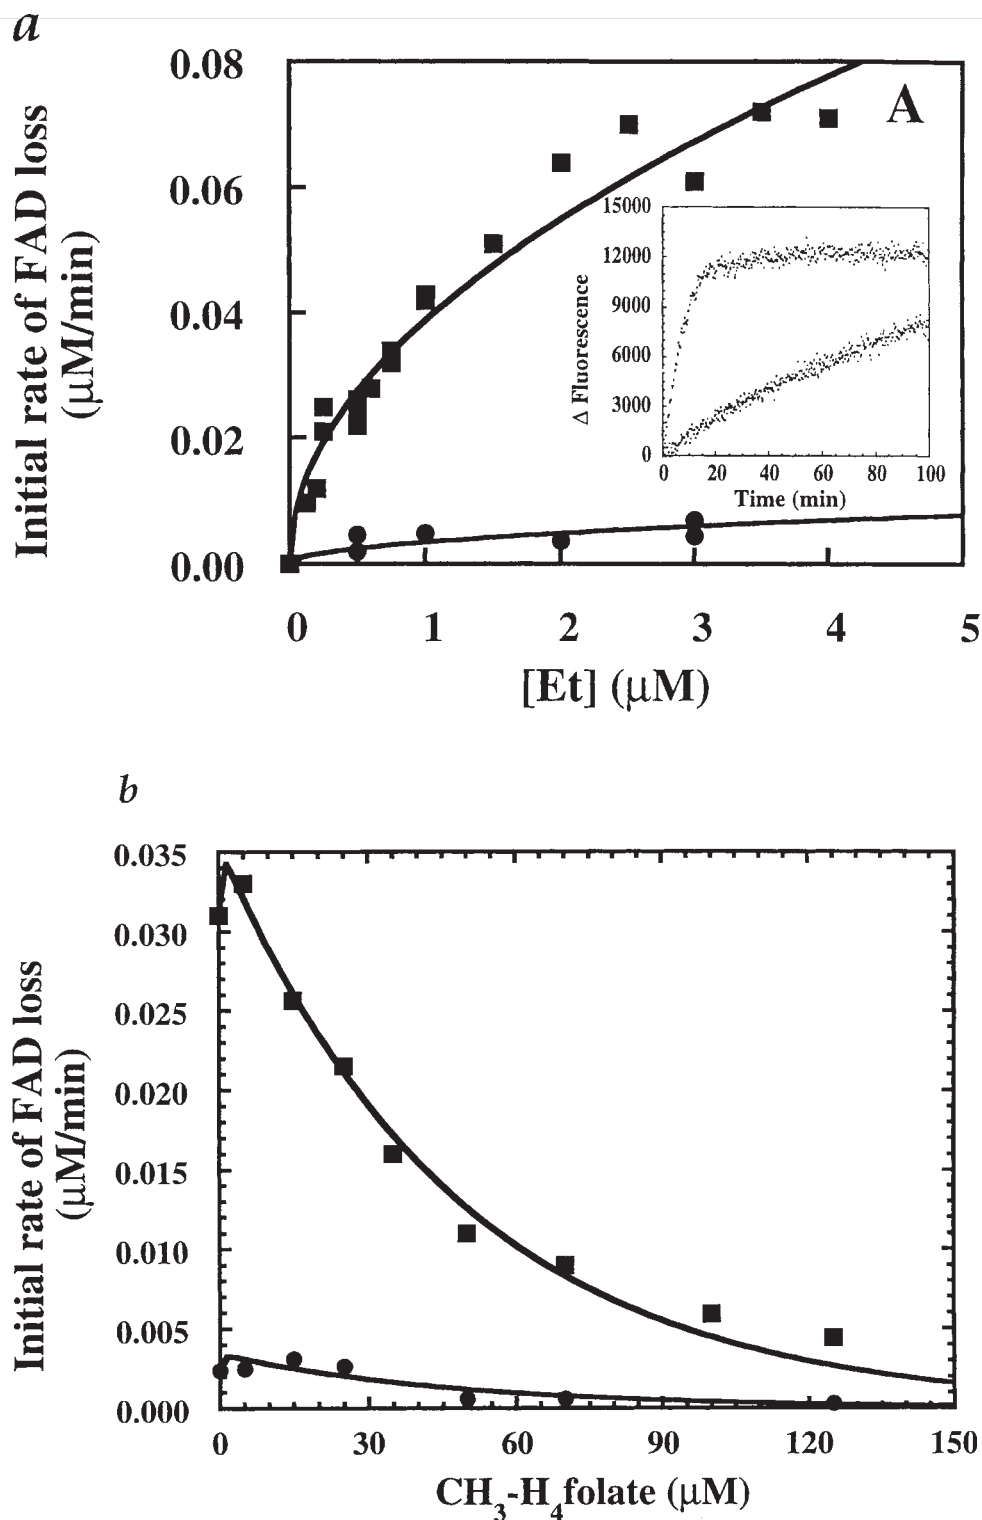 a
0.08
A
0.06
0.04
0.02
0.00
Initial rate of FAD loss
(μM/min)
15000
12000
9000
6000
3000
0
Δ Fluorescence
0 20 40 60 80 100
Time (min)
0 1 2 3 4 5
[Et] (μM)
b
0.035
0.030
0.025
0.020
0.015
0.010
0.005
0.000
Initial rate of FAD loss
(μM/min)
0 30 60 90 120 150
CH₃-H₄folate (μM)